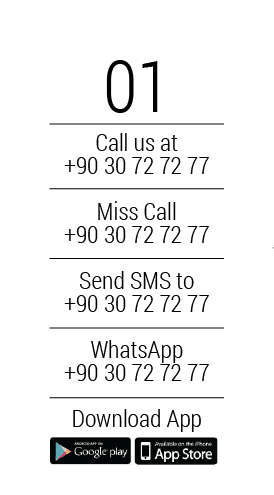 01
Call us at
+90 30 72 72 77
Miss Call
+90 30 72 72 77
Send SMS to
+90 30 72 72 77
WhatsApp
+90 30 72 72 77
Download App
ANDROID APP ON
Google play
Available on the iPhone
App Store